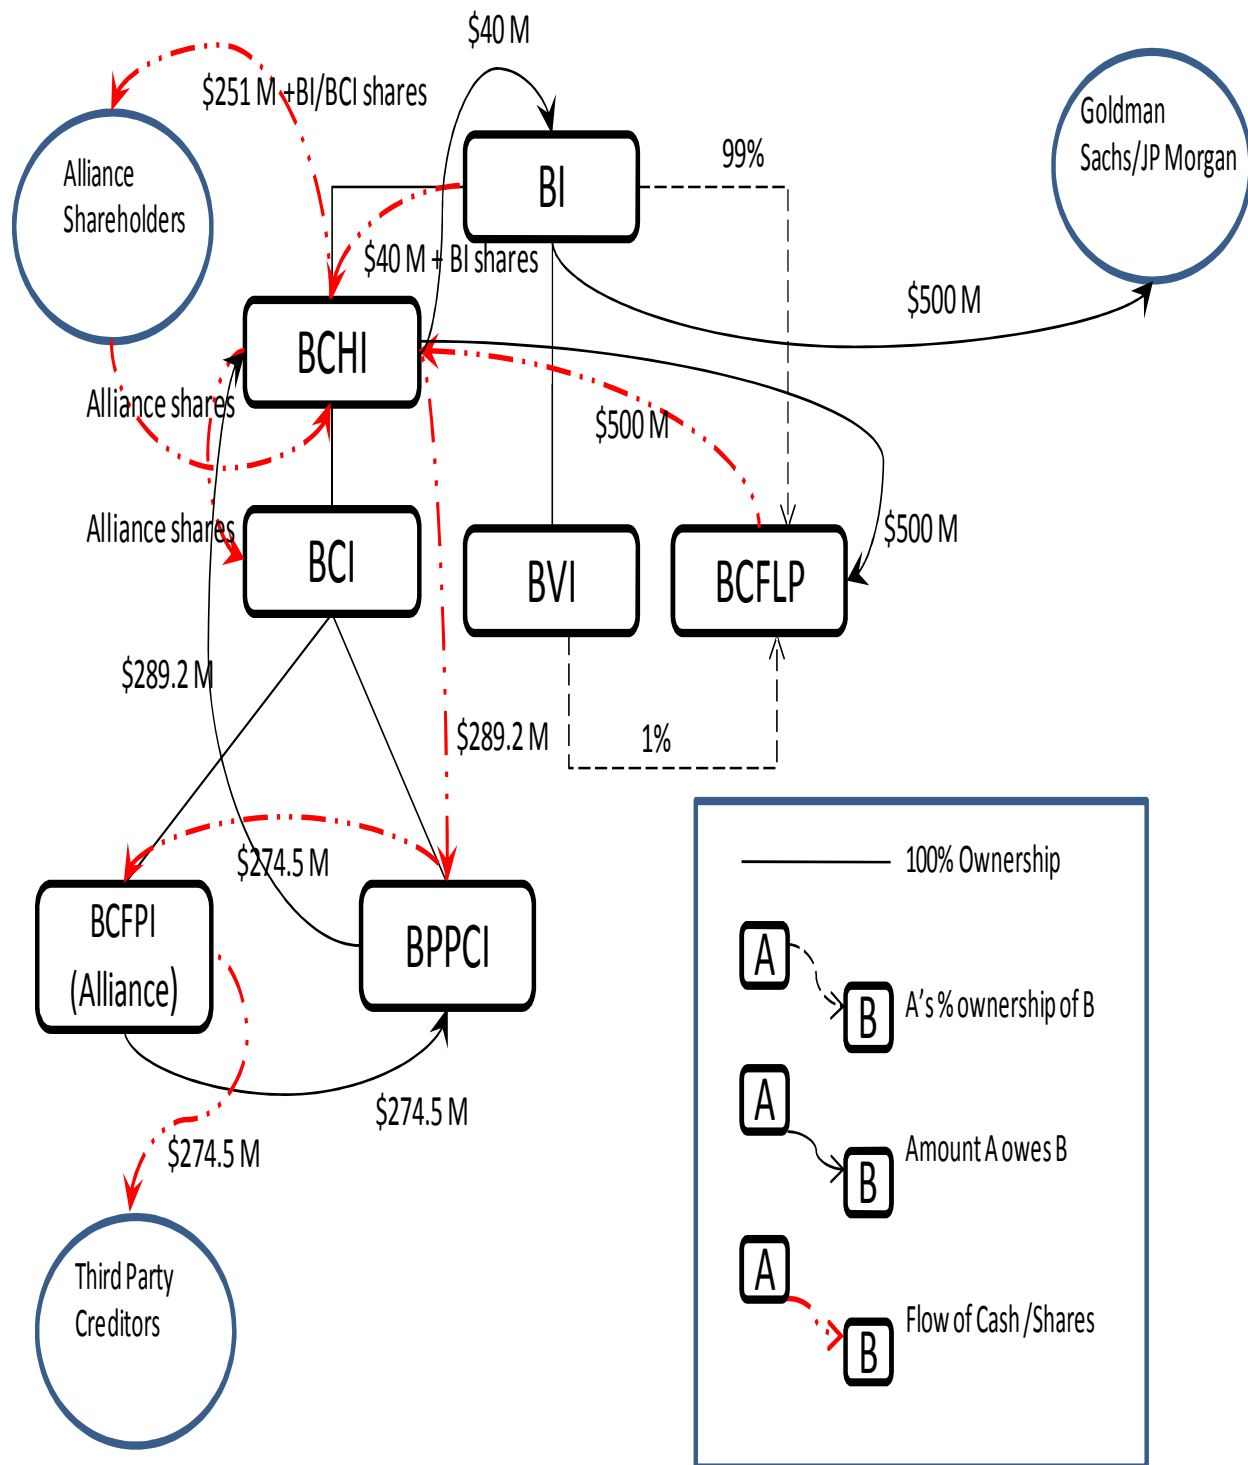 $40 M
$251 M +BI/BCI shares
Goldman
Sachs/JP Morgan
Alliance
Shareholders
BI
99%
$40 M + BI shares
$500 M
BCHI
Alliance shares
$500 M
Alliance shares
$500 M
BCI
BVI
BCFLP
$289.2 M
$289.2 M
1%
$274.5 M
BCFPI
(Alliance)
BPPCI
$274.5 M
$274.5 M
Third Party
Creditors
100% Ownership
A
B
A's % ownership of B
A
B
Amount A owes B
A
B
Flow of Cash /Shares